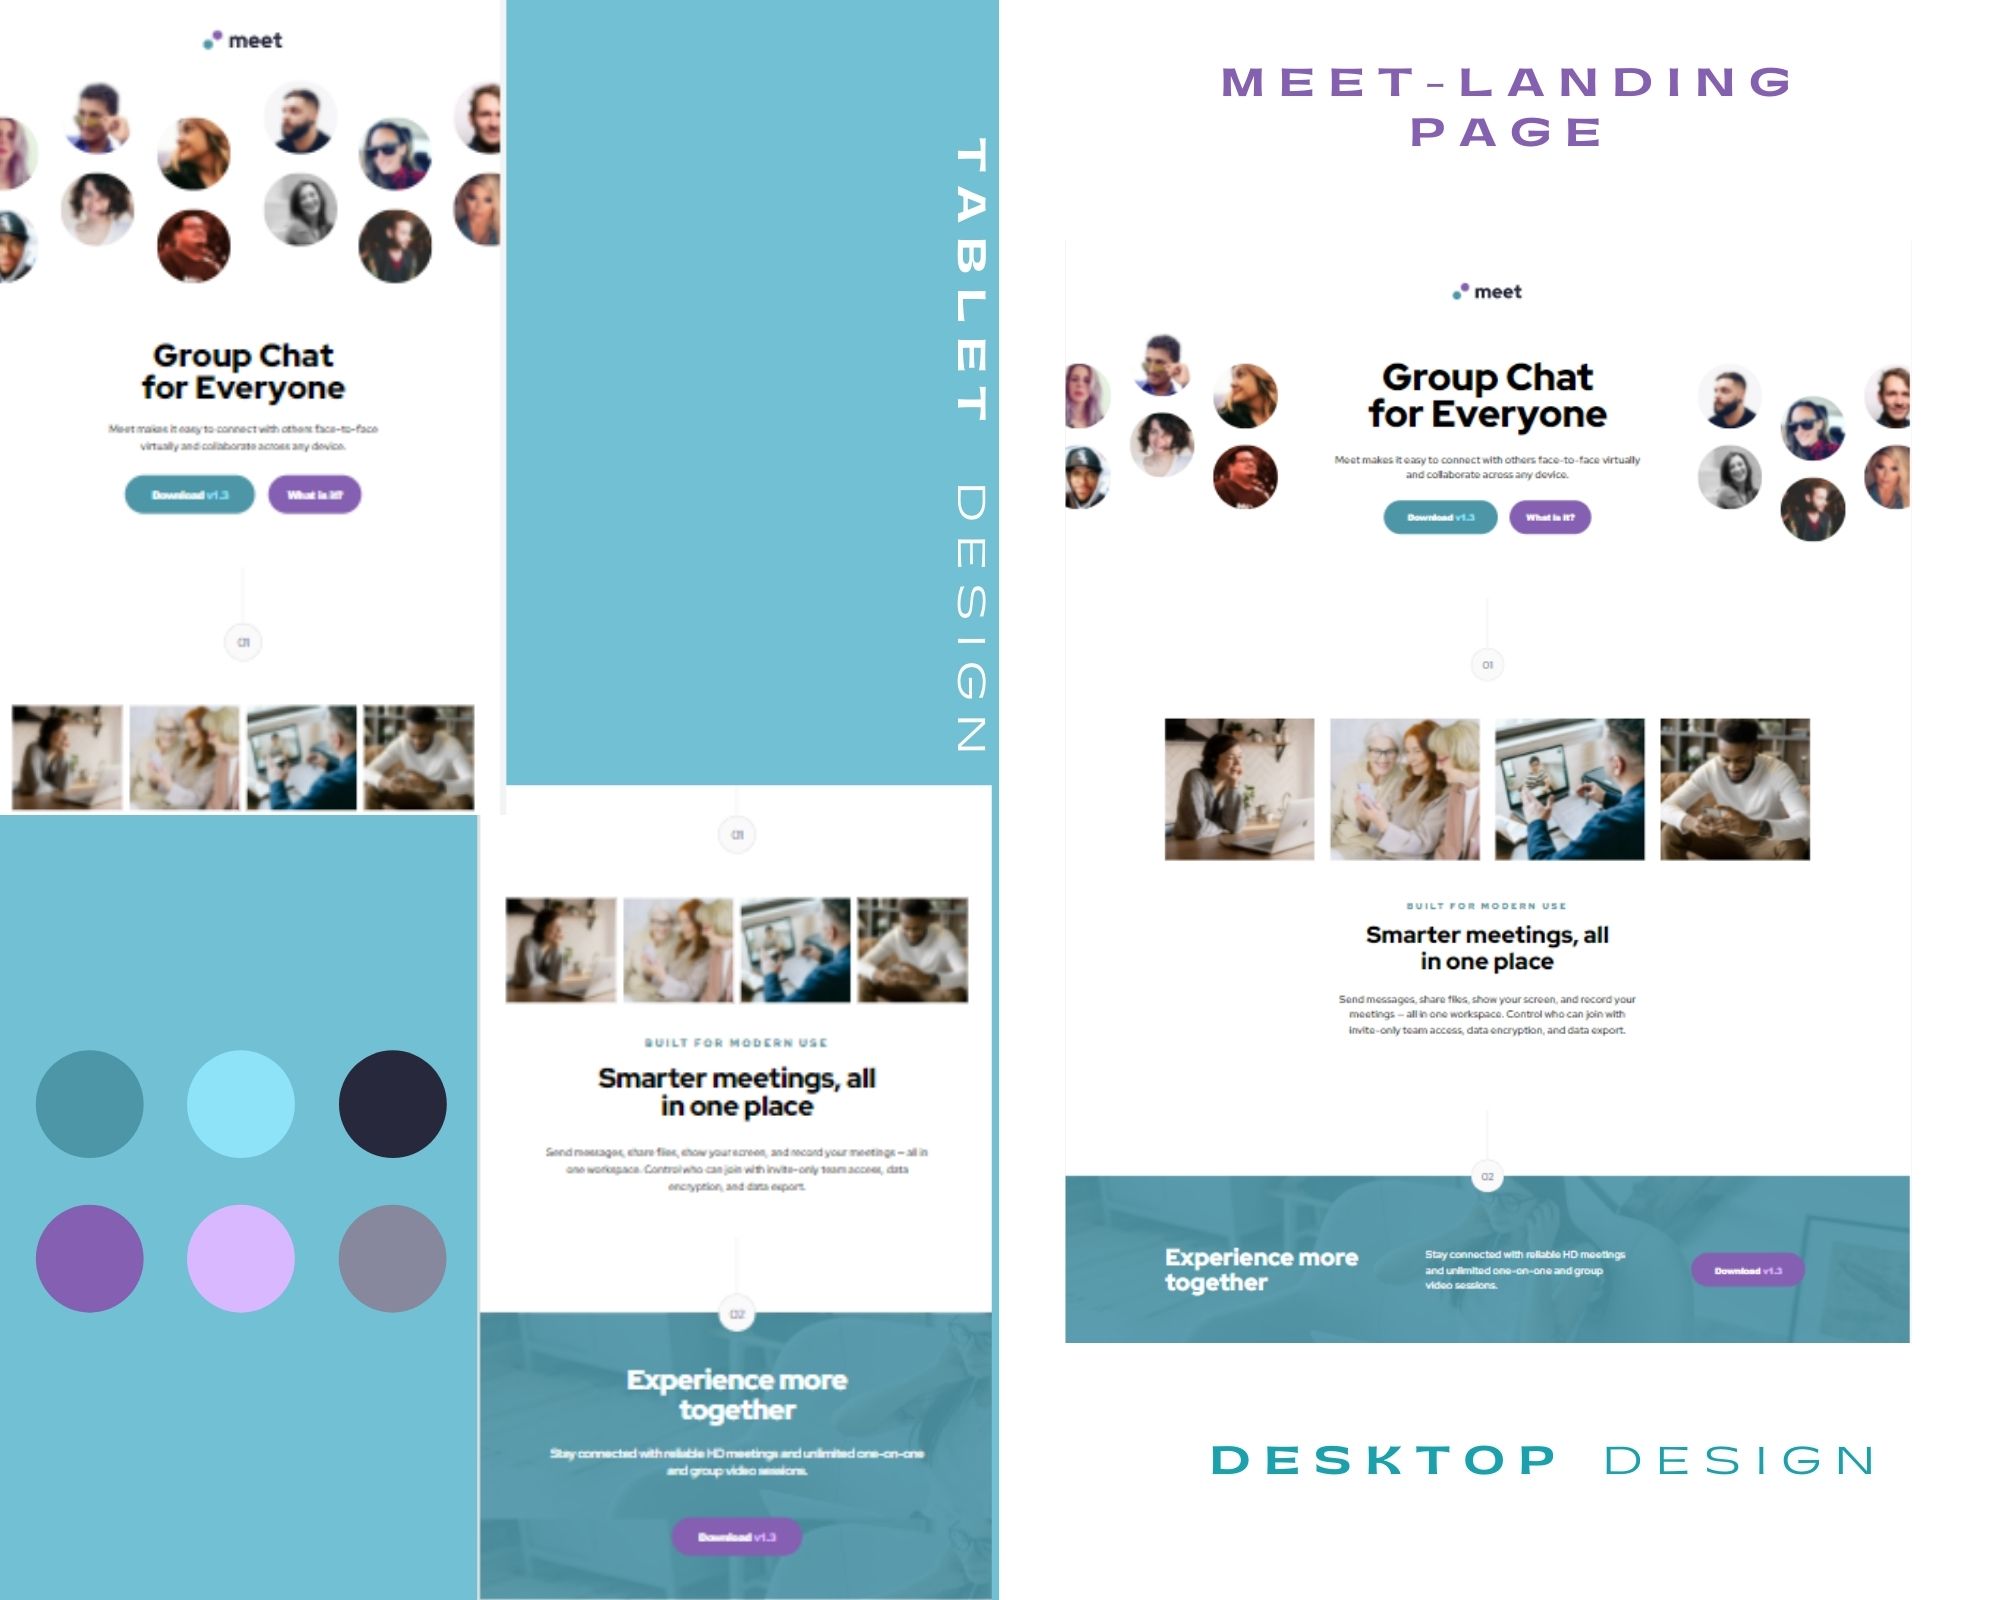 meet
Group Chat
for Everyone
Meet makes it easy to connect with others face-to-face
virtually and collaborate across any device.
Download v1.3
What is it?
01
TABLET DESIGN
01
BUILT FOR MODERN USE
Smarter meetings, all
in one place
Send messages, share files, show your screen, and record your meetings – all in
one workspace. Control who can join with invite-only team access, data
encryption, and data export.
02
Experience more
together
Stay connected with reliable HD meetings and unlimited one-on-one
and group video sessions.
Download v1.3
MEET-LANDING
PAGE
meet
Group Chat
for Everyone
Meet makes it easy to connect with others face-to-face virtually
and collaborate across any device.
Download v1.3
What is it?
01
BUILT FOR MODERN USE
Smarter meetings, all
in one place
Send messages, share files, show your screen, and record your
meetings – all in one workspace. Control who can join with
invite-only team access, data encryption, and data export.
02
Experience more
together
Stay connected with reliable HD meetings
and unlimited one-on-one and group
video sessions.
Download v1.3
DESKTOP DESIGN